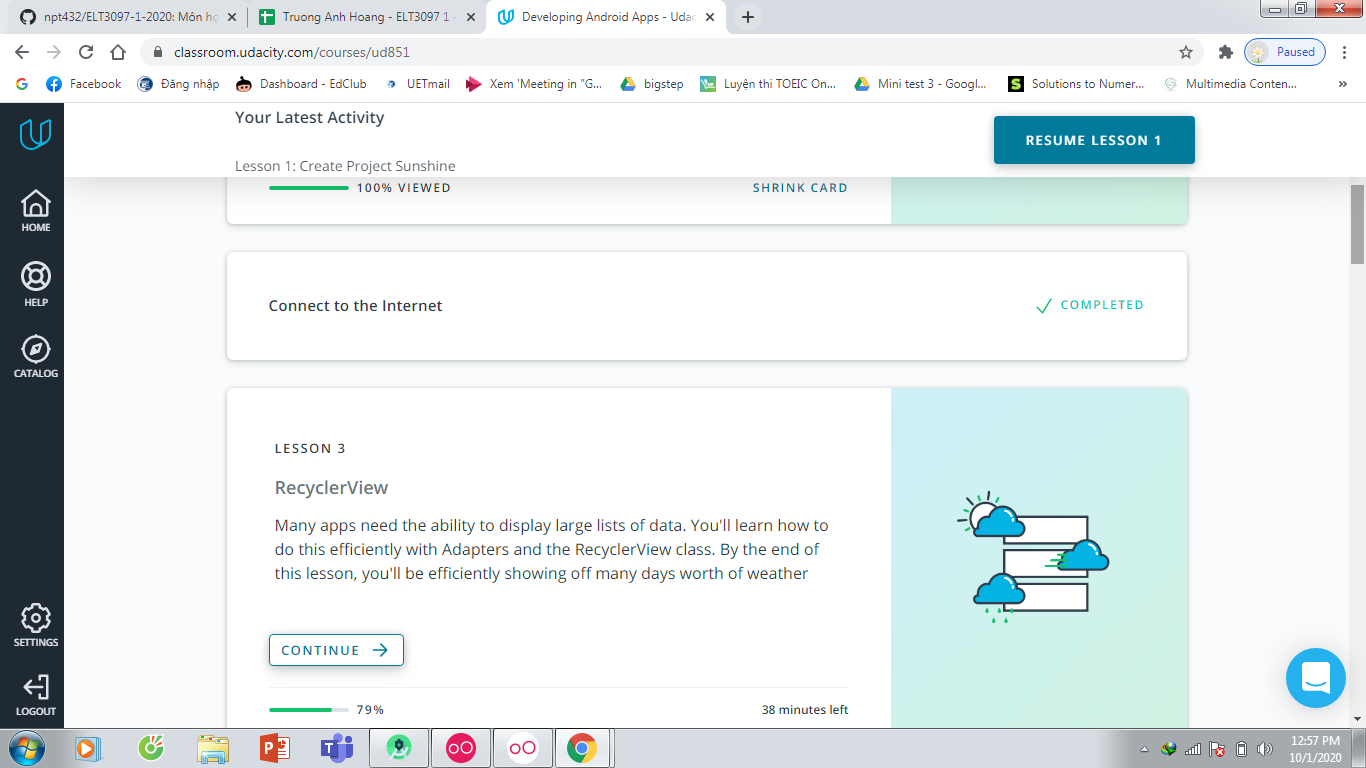 npt432/ELT3097-1-2020: Môn họ
Truong Anh Hoang - ELT3097 1 -
Developing Android Apps - Udac
classroom.udacity.com/courses/ud851
Paused
G
Facebook
Đăng nhập
Dashboard - EdClub
UETmail
Xem 'Meeting in "G...
bigstep
Luyện thi TOEIC On...
Mini test 3 - Googl...
S
Solutions to Numer...
Multimedia Conten...
»
Your Latest Activity
Lesson 1: Create Project Sunshine
RESUME LESSON 1
HOME
HELP
CATALOG
SETTINGS
LOGOUT
100% VIEWED
SHRINK CARD
Connect to the Internet
COMPLETED
LESSON 3
RecyclerView
Many apps need the ability to display large lists of data. You'll learn how to
do this efficiently with Adapters and the RecyclerView class. By the end of
this lesson, you'll be efficiently showing off many days worth of weather
CONTINUE
79%
38 minutes left
12:57 PM
10/1/2020